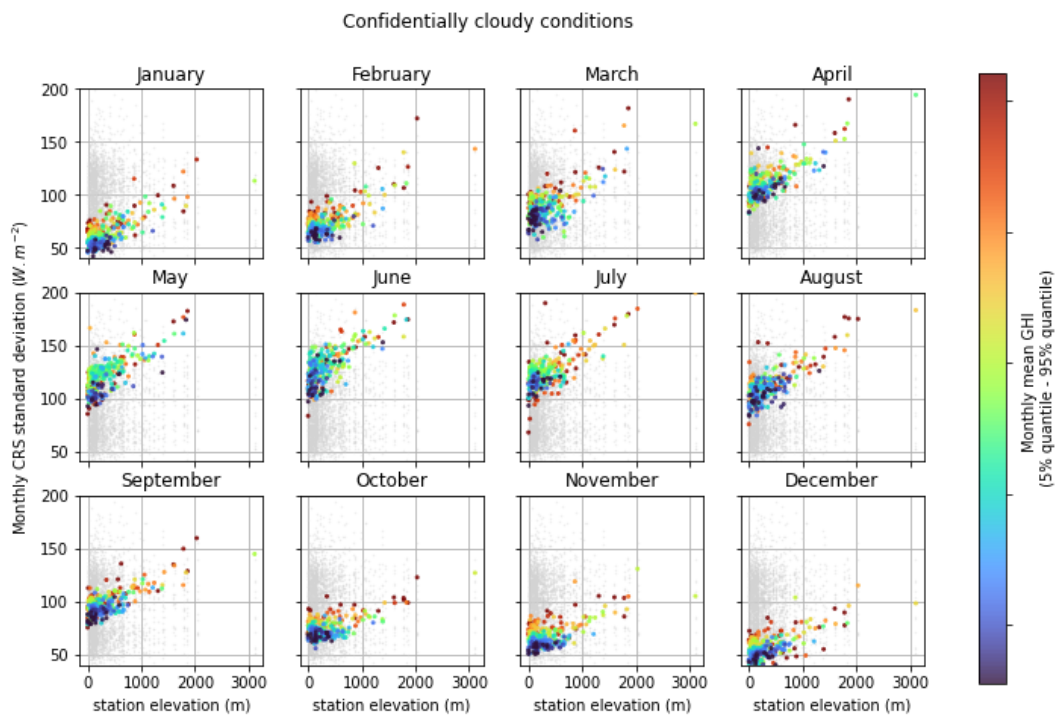 Confidentially cloudy conditions
January
February
March
April
200
150
100
50
May
June
July
August
200
150
100
50
September
October
November
December
200
150
100
50
0
1000
2000
3000
0
1000
2000
3000
0
1000
2000
3000
0
1000
2000
3000
station elevation (m)
station elevation (m)
station elevation (m)
station elevation (m)
Monthly CRS standard deviation (W.m⁻²)
Monthly mean GHI
(5% quantile - 95% quantile)